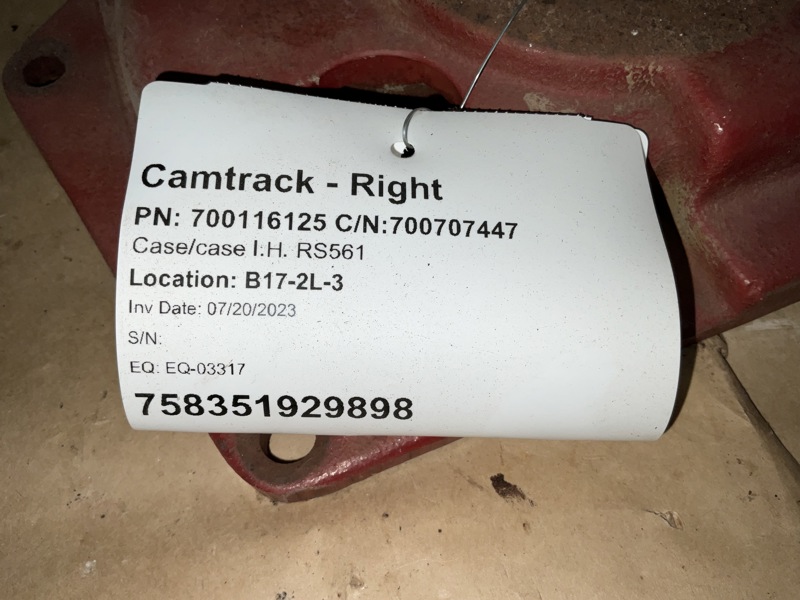 Camtrack - Right
PN: 700116125 C/N:700707447
Case/case I.H. RS561
Location: B17-2L-3
Inv Date: 07/20/2023
S/N:
EQ: EQ-03317
758351929898